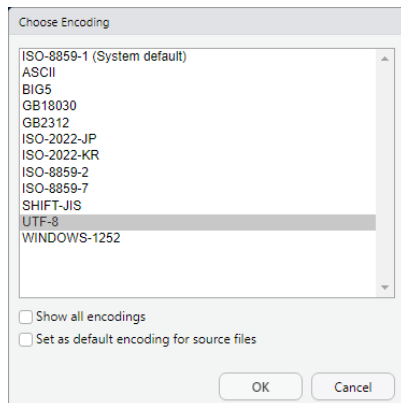 Choose Encoding
ISO-8859-1 (System default)
ASCII
BIG5
GB18030
GB2312
ISO-2022-JP
ISO-2022-KR
ISO-8859-2
ISO-8859-7
SHIFT-JIS
UTF-8
WINDOWS-1252
Show all encodings
Set as default encoding for source files
OK Cancel